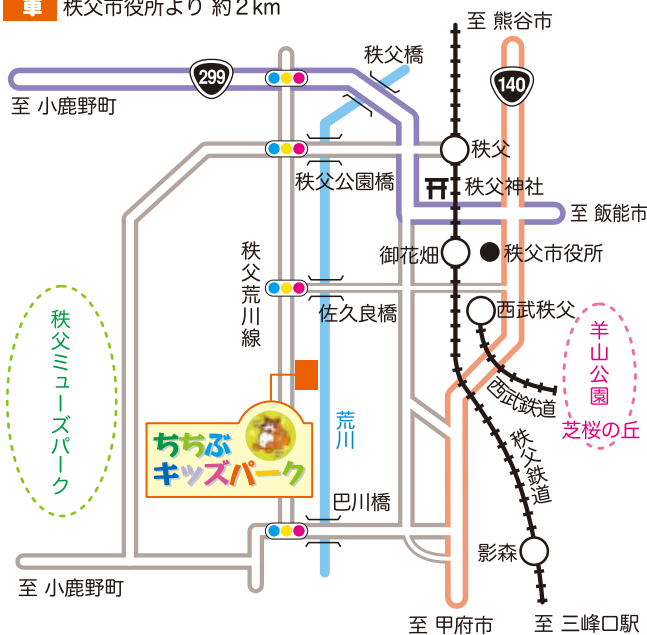 車 秩父市役所より 約2km
至 熊谷市
秩父橋
299
140
至 小鹿野町
秩父
秩父公園橋
秩父神社
至 飯能市
御花畑
秩父市役所
秩父荒川線
佐久良橋
西武秩父
秩父ミューズパーク
羊山公園
芝桜の丘
西武鉄道
荒川
ちちぶ
キッズパーク
秩父鉄道
巴川橋
影森
至 小鹿野町
至 甲府市
至 三峰口駅